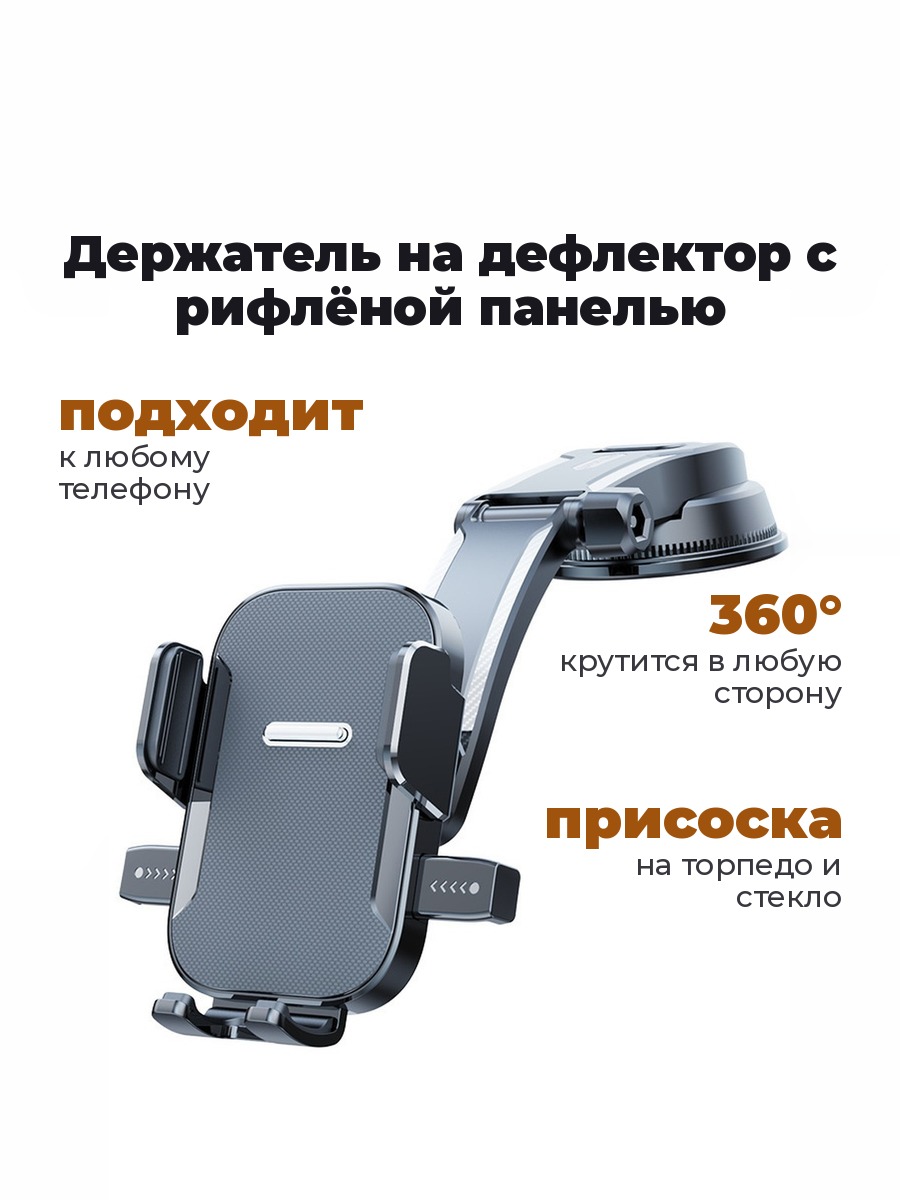 Держатель на дефлектор с
рифлёной панелью
подходит
к любому
телефону
360°
крутится в любую
сторону
присоска
на торпедо и
стекло